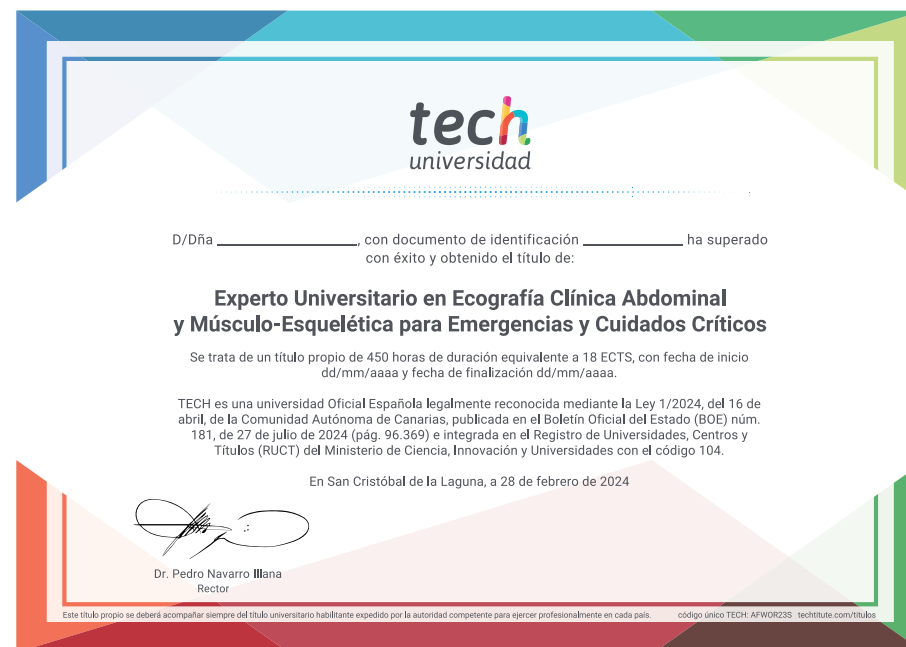 tech
universidad
D/Dña ____________________, con documento de identificación ______________ ha superado
con éxito y obtenido el título de:
Experto Universitario en Ecografía Clínica Abdominal
y Músculo-Esquelética para Emergencias y Cuidados Críticos
Se trata de un título propio de 450 horas de duración equivalente a 18 ECTS, con fecha de inicio
dd/mm/aaaa y fecha de finalización dd/mm/aaaa.
TECH es una universidad Oficial Española legalmente reconocida mediante la Ley 1/2024, del 16 de
abril, de la Comunidad Autónoma de Canarias, publicada en el Boletín Oficial del Estado (BOE) núm.
181, de 27 de julio de 2024 (pág. 96.369) e integrada en el Registro de Universidades, Centros y
Títulos (RUCT) del Ministerio de Ciencia, Innovación y Universidades con el código 104.
En San Cristóbal de la Laguna, a 28 de febrero de 2024
Dr. Pedro Navarro Illana
Rector
Este título propio se deberá acompañar siempre del título universitario habilitante expedido por la autoridad competente para ejercer profesionalmente en cada país. código único TECH: AFWOR23S techtitute.com/titulos